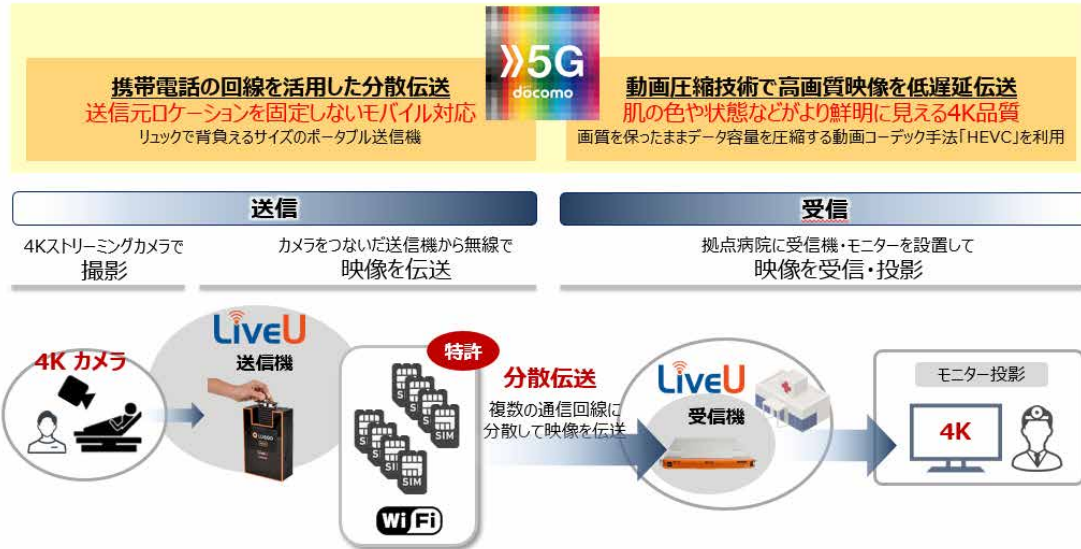 携帯電話の回線を活用した分散伝送
送信元ロケーションを固定しないモバイル対応
リュックで背負えるサイズのポータブル送信機
5G
docomo
動画圧縮技術で高画質映像を低遅延伝送
肌の色や状態などがより鮮明に見える4K品質
画質を保ったままデータ容量を圧縮する動画コーデック手法「HEVC」を利用
送信
受信
4Kストリーミングカメラで
撮影
カメラをつないだ送信機から無線で
映像を伝送
拠点病院に受信機・モニターを設置して
映像を受信・投影
4K カメラ
LiveU
送信機
特許
SIM
SIM
SIM
SIM
WiFi
分散伝送
複数の通信回線に
分散して映像を伝送
LiveU
受信機
モニター投影
4K